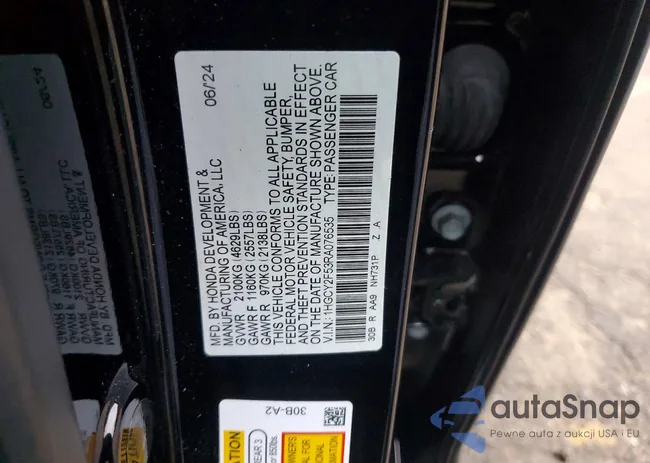 MFD. BY HONDA DEVELOPMENT & 06/24
MANUFACTURING OF AMERICA, LLC
GVWR 2100KG (4629LBS)
GAWR F 1160KG (2557LBS)
GAWR R 970KG (2138LBS)
THIS VEHICLE CONFORMS TO ALL APPLICABLE
FEDERAL MOTOR VEHICLE SAFETY, BUMPER,
AND THEFT PREVENTION STANDARDS IN EFFECT
ON THE DATE OF MANUFACTURE SHOWN ABOVE.
V.I.N.:1HGCY2F53RA076535 TYPE:PASSENGER CAR
30B R AA9 NH731P Z .A
30B-A2
REAR 3
autaSnap
Pewne auta z aukcji USA i EU